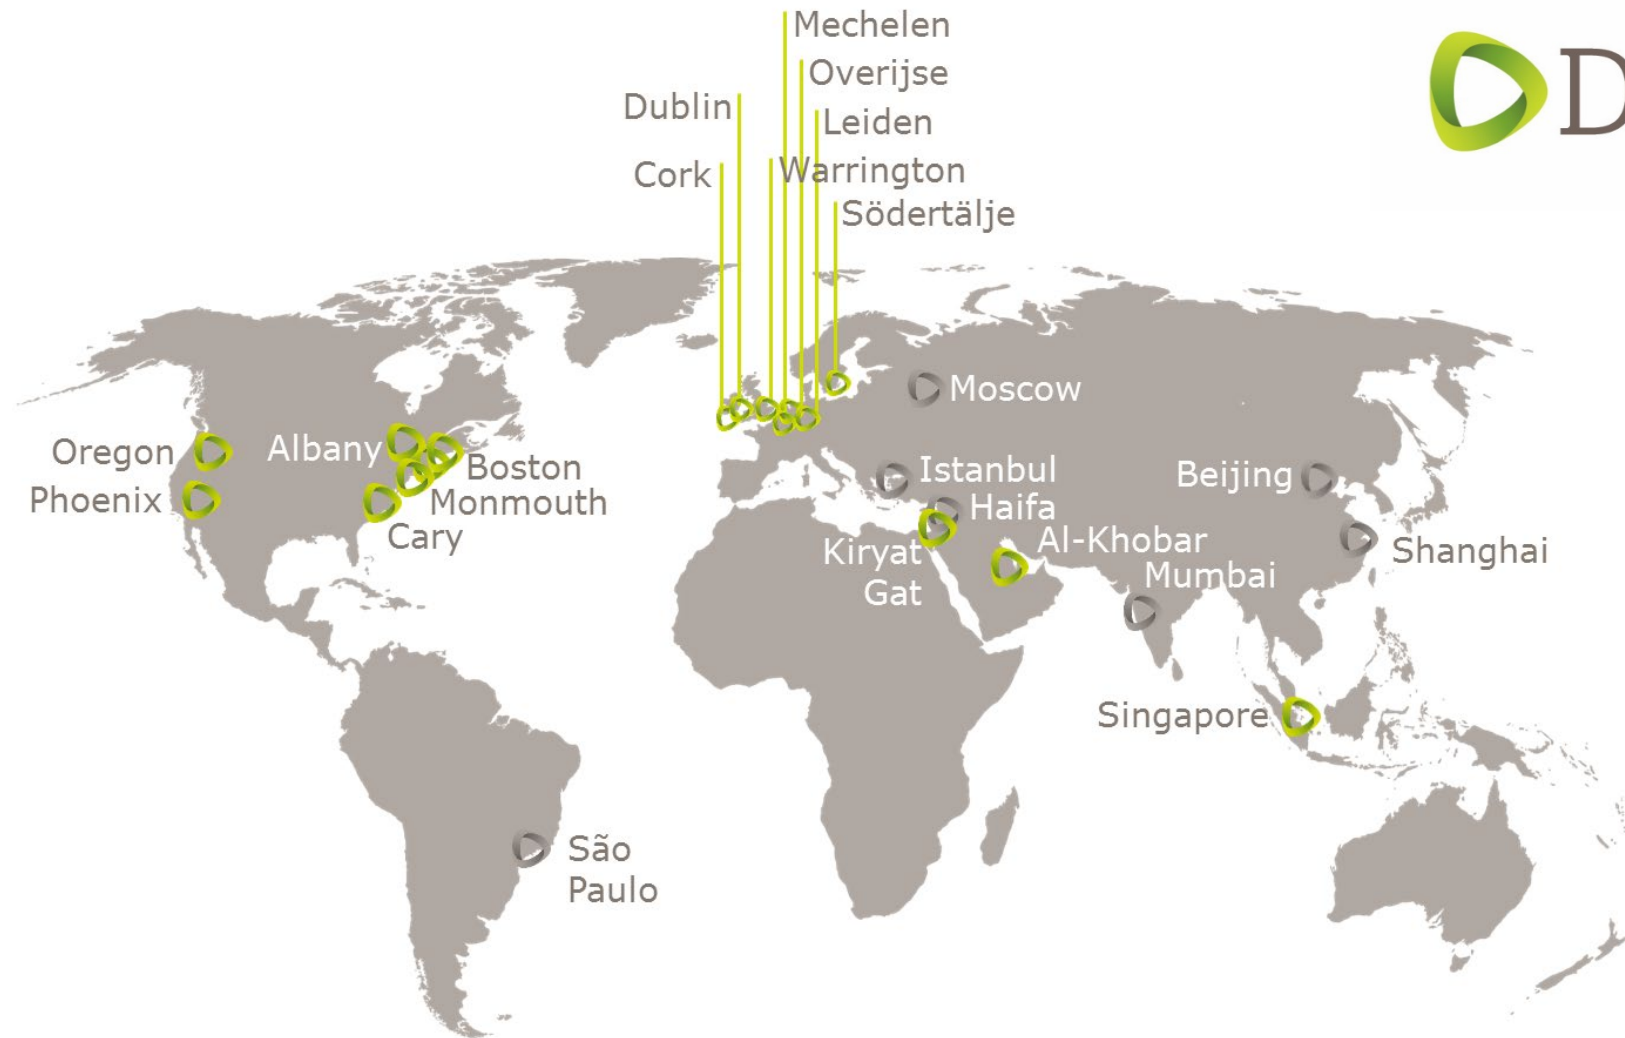 Mechelen
Overijse
Dublin
Leiden
Cork
Warrington
Södertälje
D
Moscow
Oregon
Albany
Boston
Phoenix
Monmouth
Cary
Istanbul
Haifa
Beijing
Kiryat
Gat
Al-Khobar
Mumbai
Shanghai
Singapore
São
Paulo